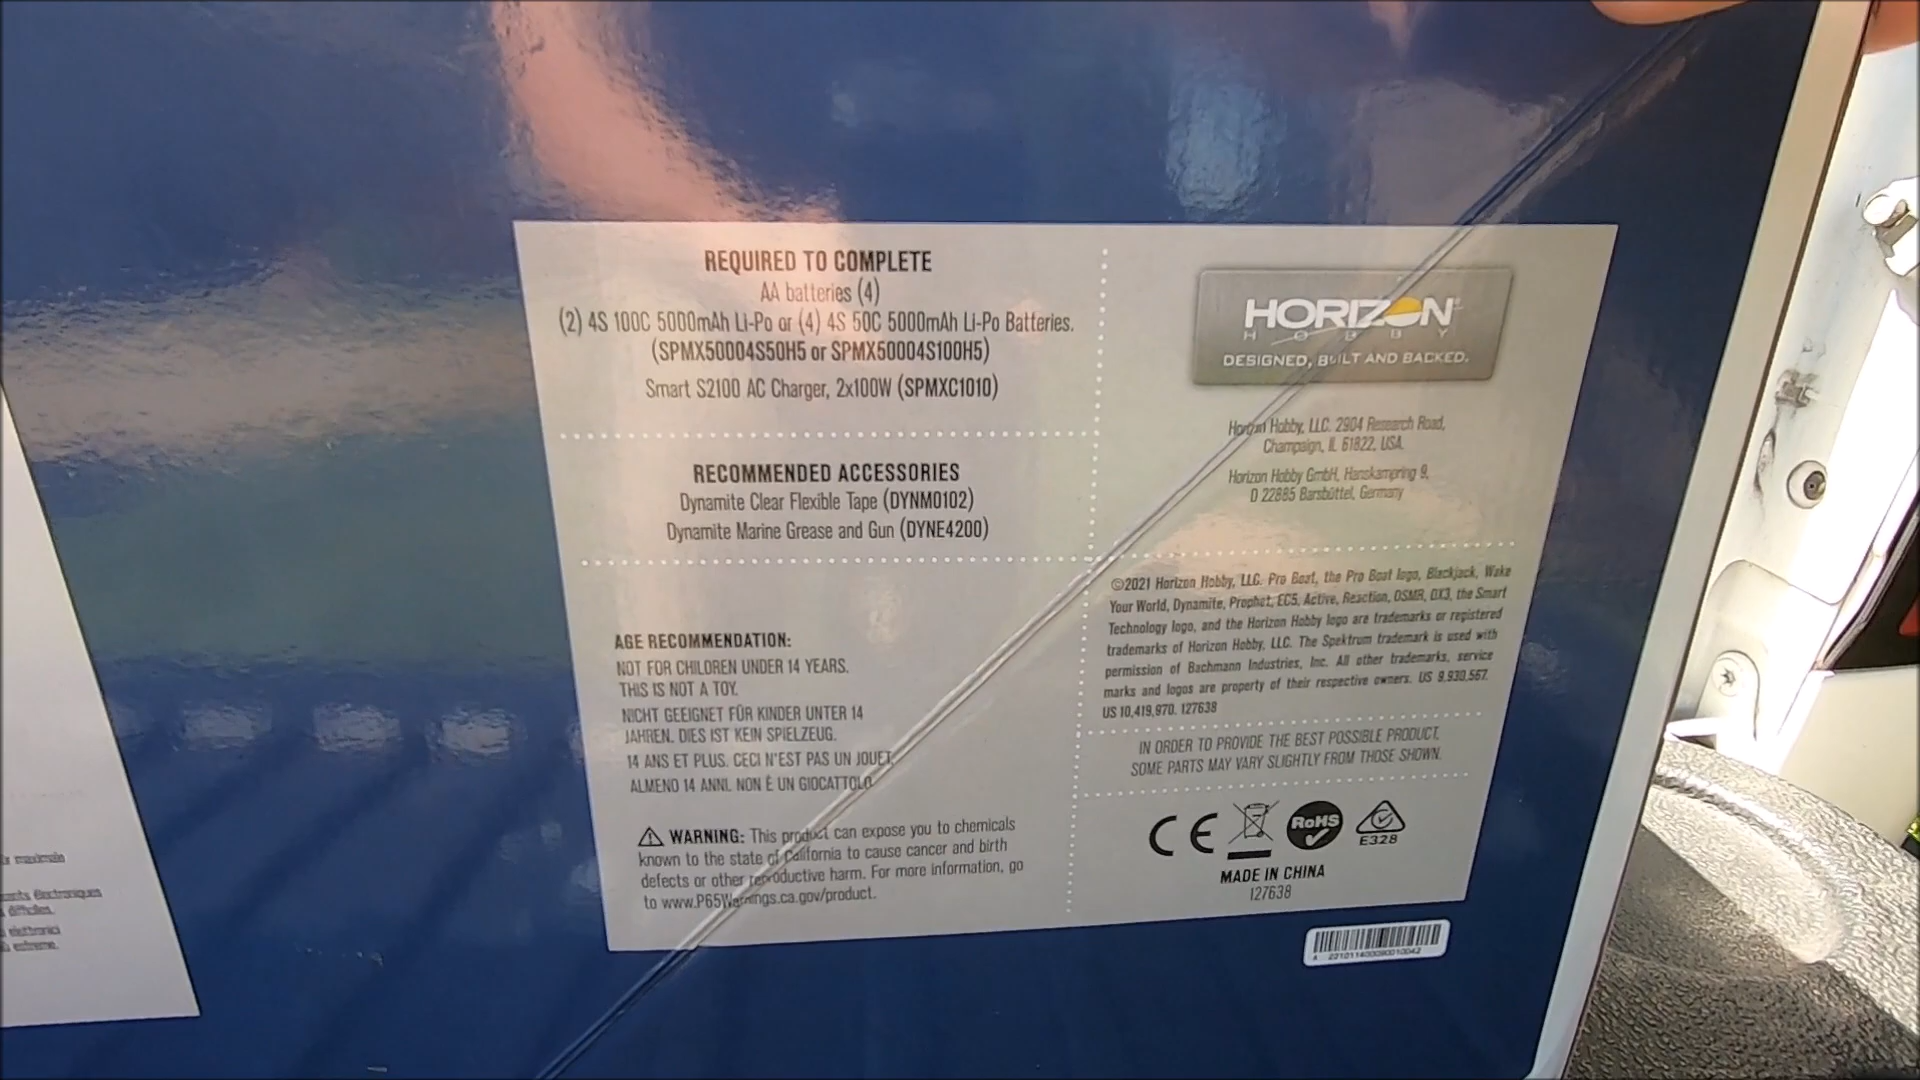 REQUIRED TO COMPLETE
AA batteries (4)
(2) 4S 100C 5000mAh Li-Po or (4) 4S 50C 5000mAh Li-Po Batteries.
(SPMX50004S50H5 or SPMX50004S100H5)
Smart S2100 AC Charger, 2x100W (SPMXC1010)
RECOMMENDED ACCESSORIES
Dynamite Clear Flexible Tape (DYNM0102)
Dynamite Marine Grease and Gun (DYNE4200)
AGE RECOMMENDATION:
NOT FOR CHILDREN UNDER 14 YEARS.
THIS IS NOT A TOY.
NICHT GEEIGNET FÜR KINDER UNTER 14
JAHREN. DIES IST KEIN SPIELZEUG.
14 ANS ET PLUS. CECI N'EST PAS UN JOUET.
ALMENO 14 ANNI. NON È UN GIOCATTOLO.
WARNING: This product can expose you to chemicals
known to the state of California to cause cancer and birth
defects or other reproductive harm. For more information, go
to www.P65Warnings.ca.gov/product.
HORIZON
HOBBY
DESIGNED, BUILT AND BACKED.
Horizon Hobby, LLC. 2904 Research Road,
Champaign, IL 61822, USA.
Horizon Hobby GmbH, Hanskampring 9,
D 22885 Barsbüttel, Germany
©2021 Horizon Hobby, LLC. Pro Boat, the Pro Boat logo, Blackjack, Wake
Your World, Dynamite, Prophet, EC5, Active, Reaction, DSMR, DX3, the Smart
Technology logo, and the Horizon Hobby logo are trademarks or registered
trademarks of Horizon Hobby, LLC. The Spektrum trademark is used with
permission of Bachmann Industries, Inc. All other trademarks, service
marks and logos are property of their respective owners. US 9,930,567.
US 10,419,970. 127638
IN ORDER TO PROVIDE THE BEST POSSIBLE PRODUCT,
SOME PARTS MAY VARY SLIGHTLY FROM THOSE SHOWN.
CE
RoHS
E328
MADE IN CHINA
127638
maximale
électroniques
difficiles.
elettronici
estreme.